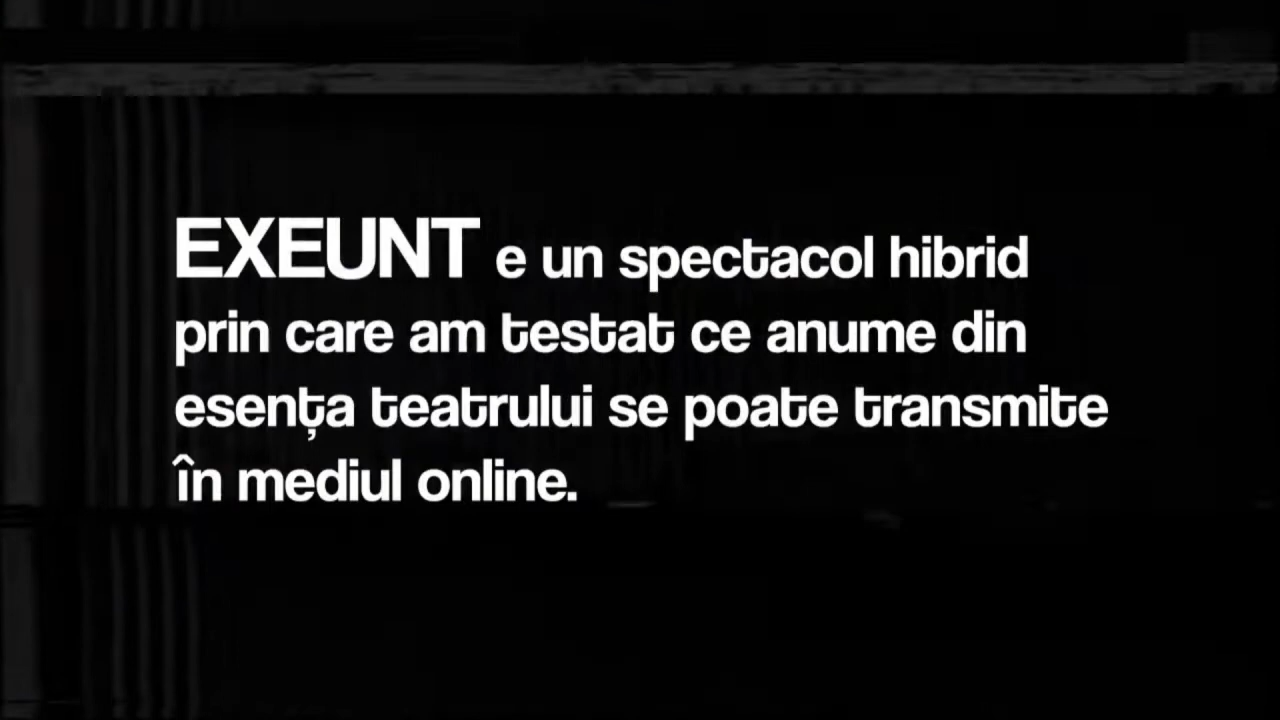 EXEUNT e un spectacol hibrid
prin care am testat ce anume din
esența teatrului se poate transmite
în mediul online.